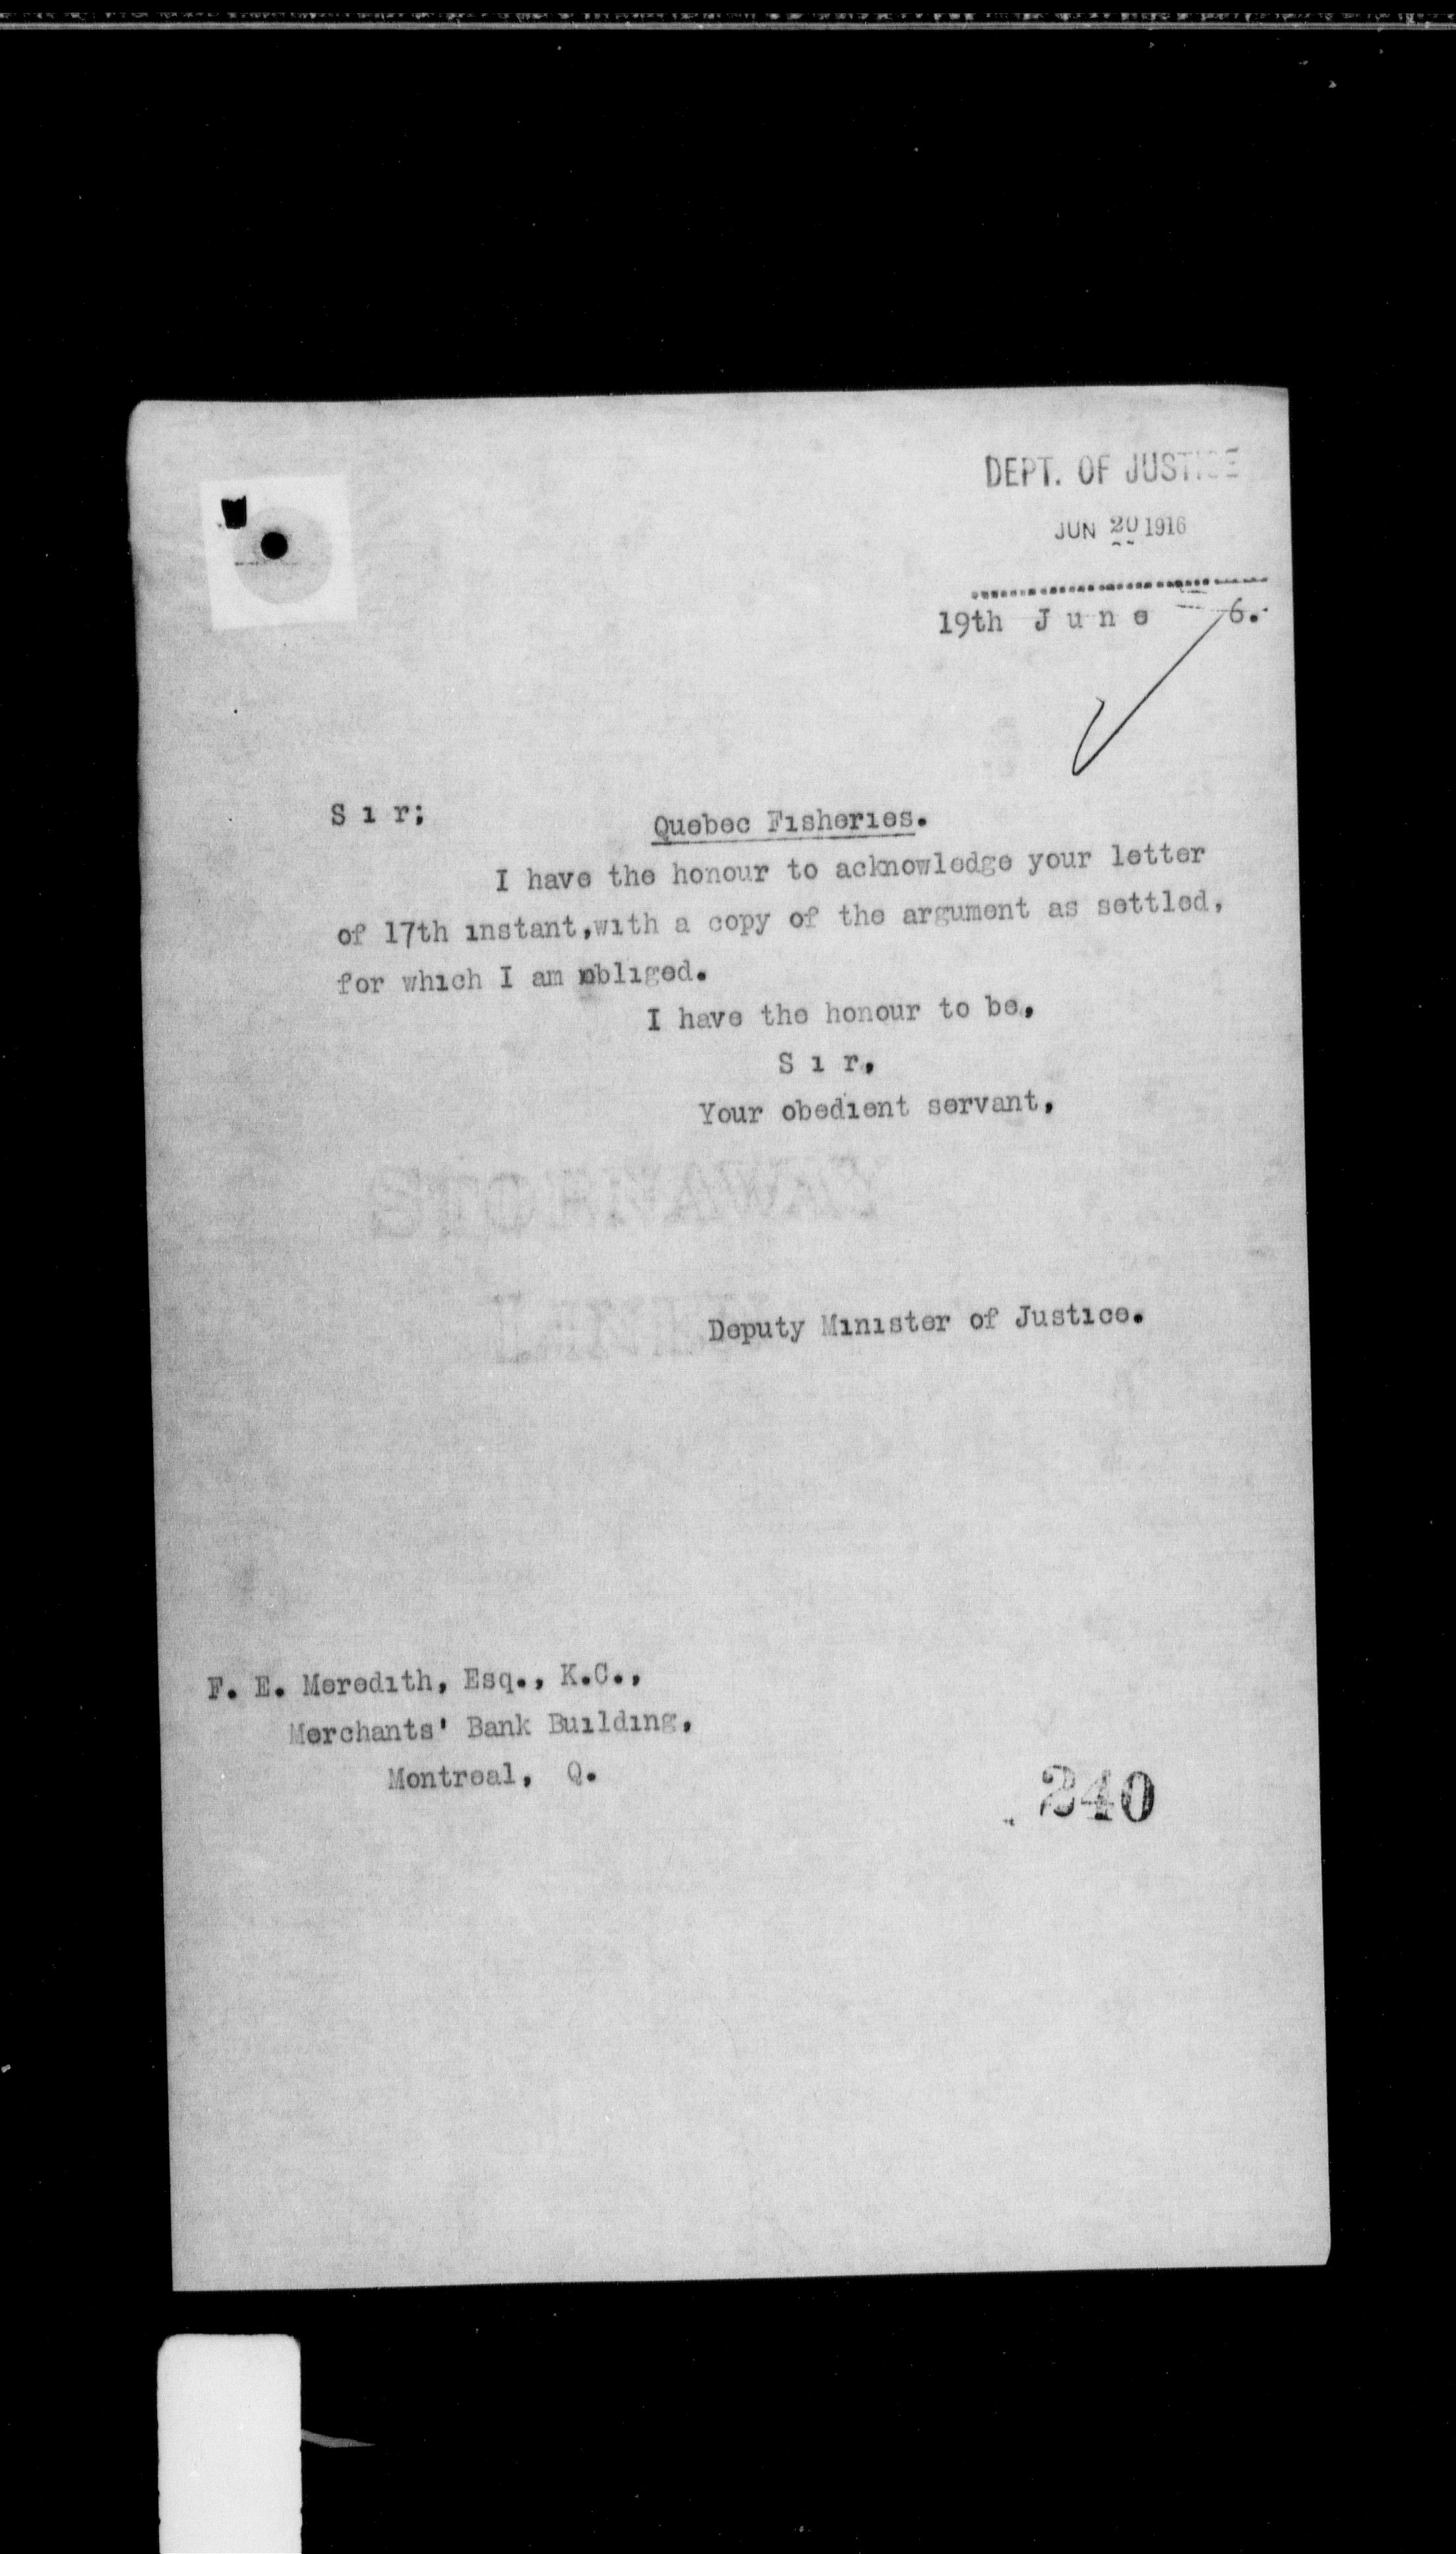 DEPT. OF JUSTICE
JUN 20 1916
19th June 6.
Sir;
Quebec Fisheries.
I have the honour to acknowledge your letter
of 17th instant,with a copy of the argument as settled,
for which I am obliged.
I have the honour to be,
Sir,
Your obedient servant,
Deputy Minister of Justice.
F. E. Meredith, Esq., K.C.,
Merchants' Bank Building,
Montreal, Q.
240